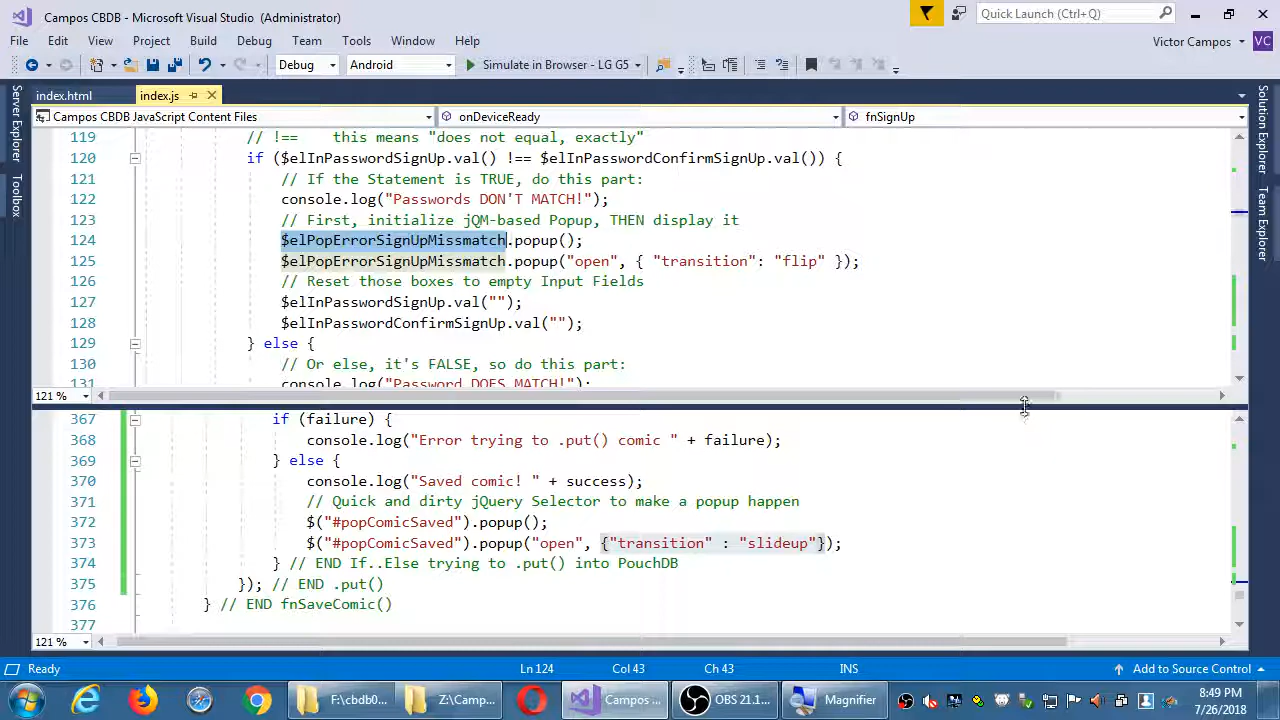 Campos CBDB - Microsoft Visual Studio (Administrator)
Quick Launch (Ctrl+Q)
File Edit View Project Build Debug Team Tools Window Help
Victor Campos VC
Debug Android Simulate in Browser - LG G5
index.html index.js
Campos CBDB JavaScript Content Files onDeviceReady fnSignUp
Server Explorer
Toolbox
Solution Explorer
Team Explorer
119 // !== this means "does not equal, exactly"
120 if ($elInPasswordSignUp.val() !== $elInPasswordConfirmSignUp.val()) {
121 // If the Statement is TRUE, do this part:
122 console.log("Passwords DON'T MATCH!");
123 // First, initialize jQM-based Popup, THEN display it
124 $elPopErrorSignUpMissmatch.popup();
125 $elPopErrorSignUpMissmatch.popup("open", { "transition": "flip" });
126 // Reset those boxes to empty Input Fields
127 $elInPasswordSignUp.val("");
128 $elInPasswordConfirmSignUp.val("");
129 } else {
130 // Or else, it's FALSE, so do this part:
131 console.log("Password DOES MATCH!");
121 %
367 if (failure) {
368 console.log("Error trying to .put() comic " + failure);
369 } else {
370 console.log("Saved comic! " + success);
371 // Quick and dirty jQuery Selector to make a popup happen
372 $("#popComicSaved").popup();
373 $("#popComicSaved").popup("open", {"transition" : "slideup"});
374 } // END If..Else trying to .put() into PouchDB
375 }); // END .put()
376 } // END fnSaveComic()
377
121 %
Ready Ln 124 Col 43 Ch 43 INS Add to Source Control
F:\cbdb0... Z:\Camp... Campos ... OBS 21.1... Magnifier
8:49 PM
7/26/2018